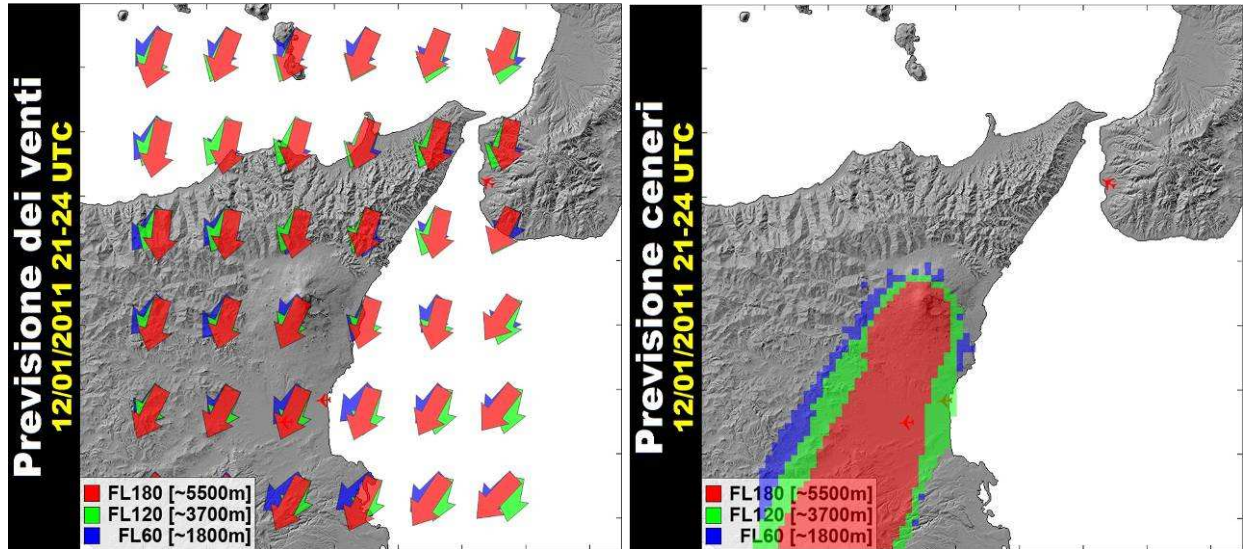 Previsione dei venti
12/01/2011 21-24 UTC
FL180 [~5500m]
FL120 [~3700m]
FL60 [~1800m]
Previsione ceneri
12/01/2011 21-24 UTC
FL180 [~5500m]
FL120 [~3700m]
FL60 [~1800m]